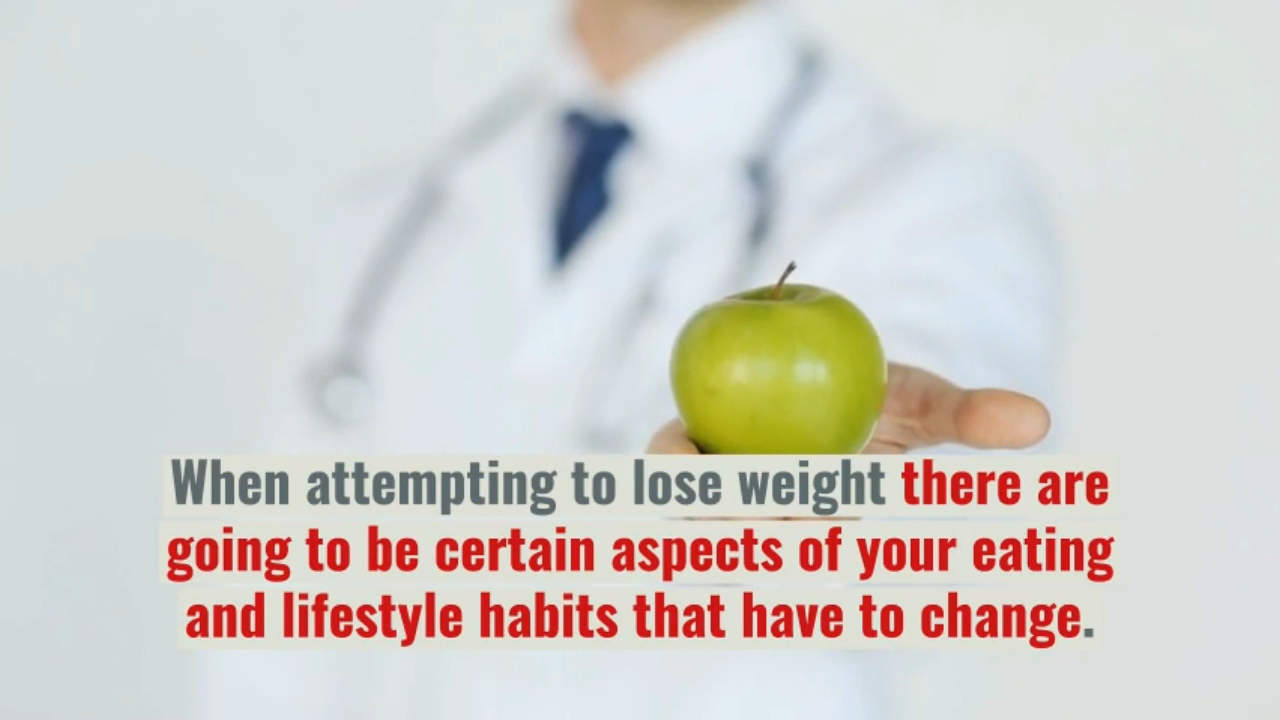 When attempting to lose weight there are
going to be certain aspects of your eating
and lifestyle habits that have to change.